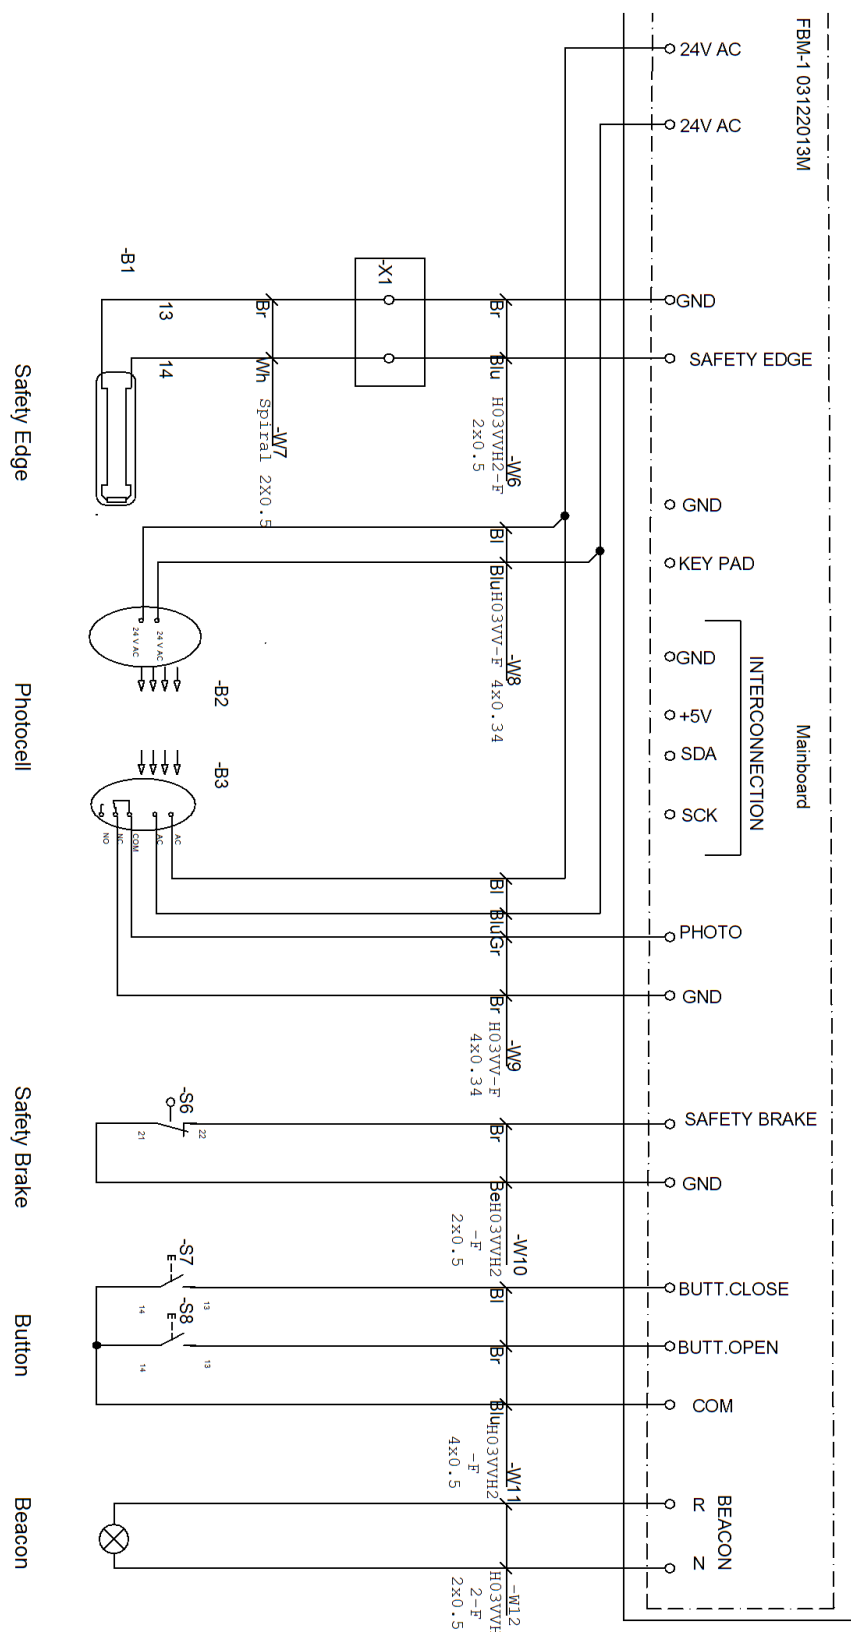 FBM-1 03122013M
24V AC
24V AC
GND
SAFETY EDGE
GND
KEY PAD
INTERCONNECTION
GND
+5V
SDA
SCK
Mainboard
PHOTO
GND
SAFETY BRAKE
GND
BUTT.CLOSE
BUTT.OPEN
COM
BEACON
R
N
-B1
13
14
Br
Wh
-W7
Spiral 2X0.5
-X1
Br
Blu
-W6
H03VVH2-F
2x0.5
Safety Edge
Bl
Blu
-W8
H03VV-F 4x0.34
24 V AC
24 V AC
-B2
-B3
Photocell
NO
NC
COM
AC
AC
Bl
Blu
Gr
Br
-W9
H03VV-F
4x0.34
-S6
21
22
Br
Be
-W10
H03VVH2
-F
2x0.5
Safety Brake
-S7
14
13
-S8
14
13
Bl
Br
Blu
-W11
H03VVH2
-F
4x0.5
Button
-W12
H03VVH
2-F
2x0.5
Beacon